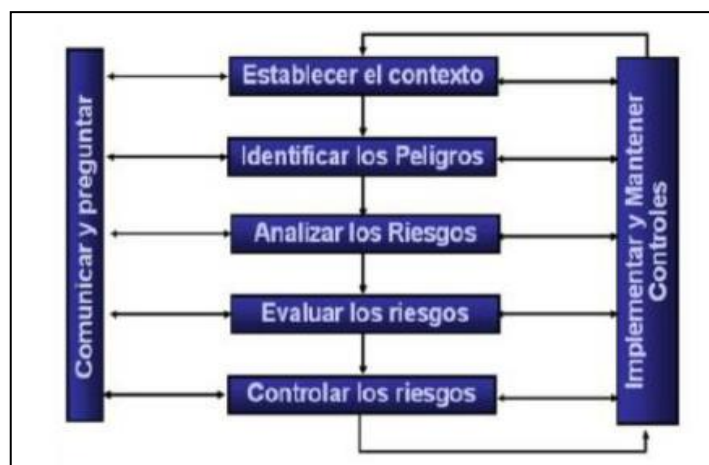 Comunicar y preguntar
Establecer el contexto
Identificar los Peligros
Analizar los Riesgos
Evaluar los riesgos
Controlar los riesgos
Implementar y Mantener
Controles